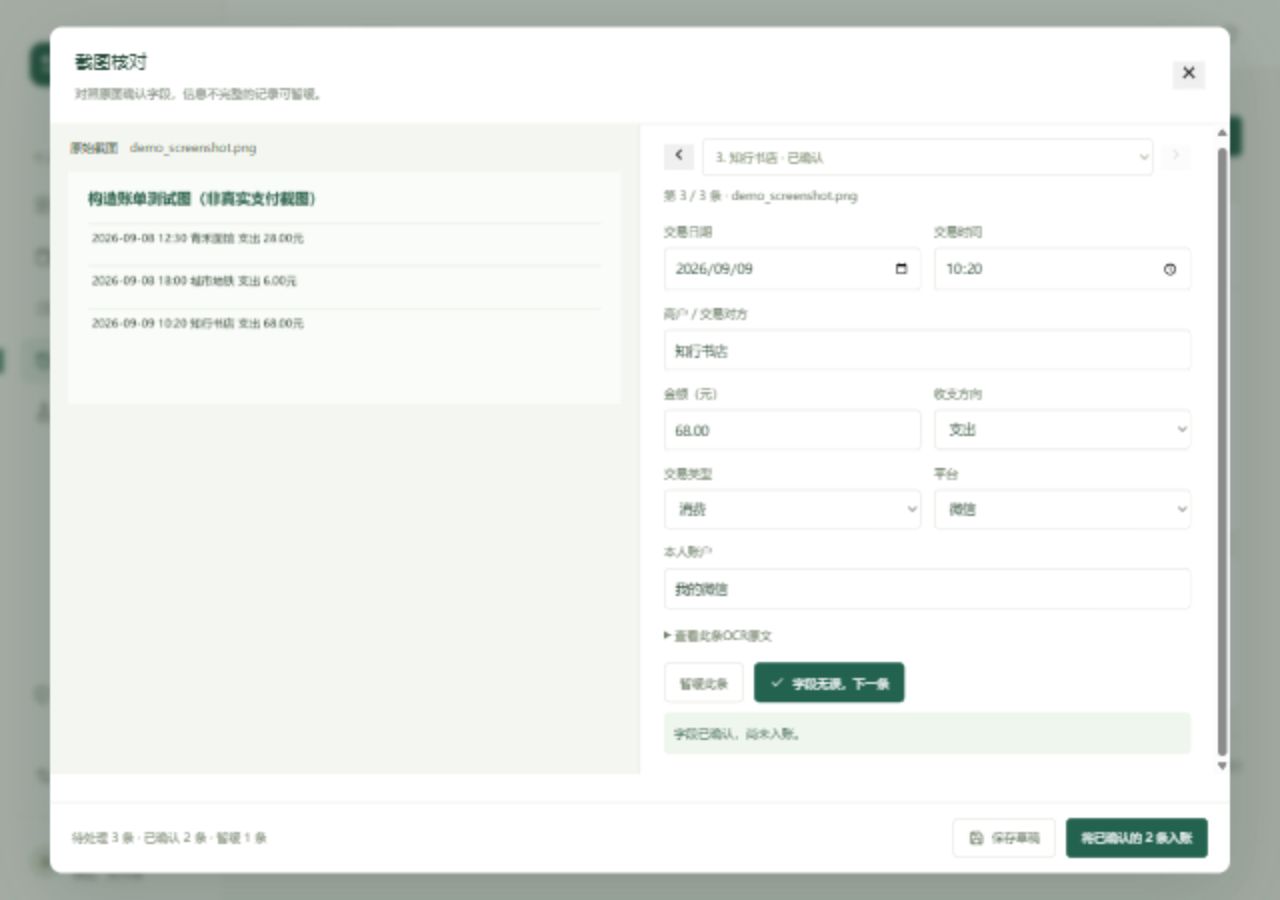 截图核对
对照原图确认字段，信息不完整的记录可暂缓。
原始截图 demo_screenshot.png
构造账单测试图（非真实支付截图）
2026-09-08 12:30 青禾面馆 支出 28.00元
2026-09-08 18:00 城市地铁 支出 6.00元
2026-09-09 10:20 知行书店 支出 68.00元
3. 知行书店 · 已确认
第 3 / 3 条 · demo_screenshot.png
交易日期 交易时间
2026/09/09 10:20
商户 / 交易对方
知行书店
金额（元） 收支方向
68.00 支出
交易类型 平台
消费 微信
本人账户
我的微信
查看此条OCR原文
暂缓此条 字段无误，下一条
字段已确认，尚未入账。
待处理 3 条 · 已确认 2 条 · 暂缓 1 条
保存草稿 将已确认的 2 条入账